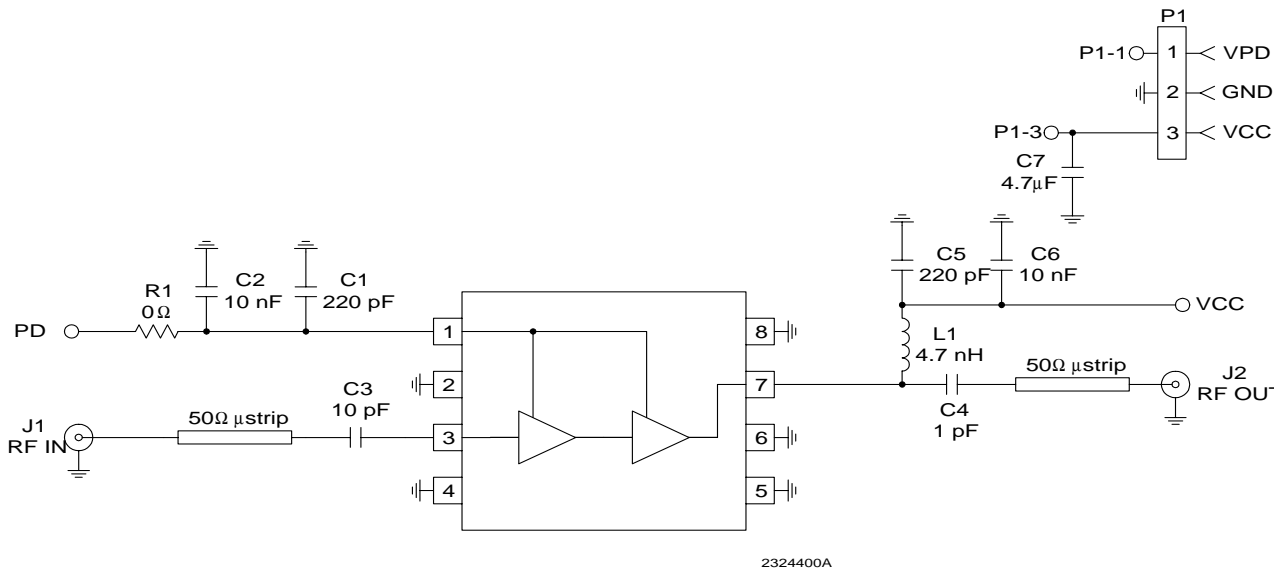 P1
P1-1
1
VPD
2
GND
P1-3
3
VCC
C7
4.7µF
C2
10 nF
C1
220 pF
C5
220 pF
C6
10 nF
R1
0Ω
PD
1
8
VCC
L1
4.7 nH
2
7
50Ω µstrip
J2
RF OUT
C3
10 pF
C4
1 pF
J1
RF IN
50Ω µstrip
3
6
4
5
2324400A